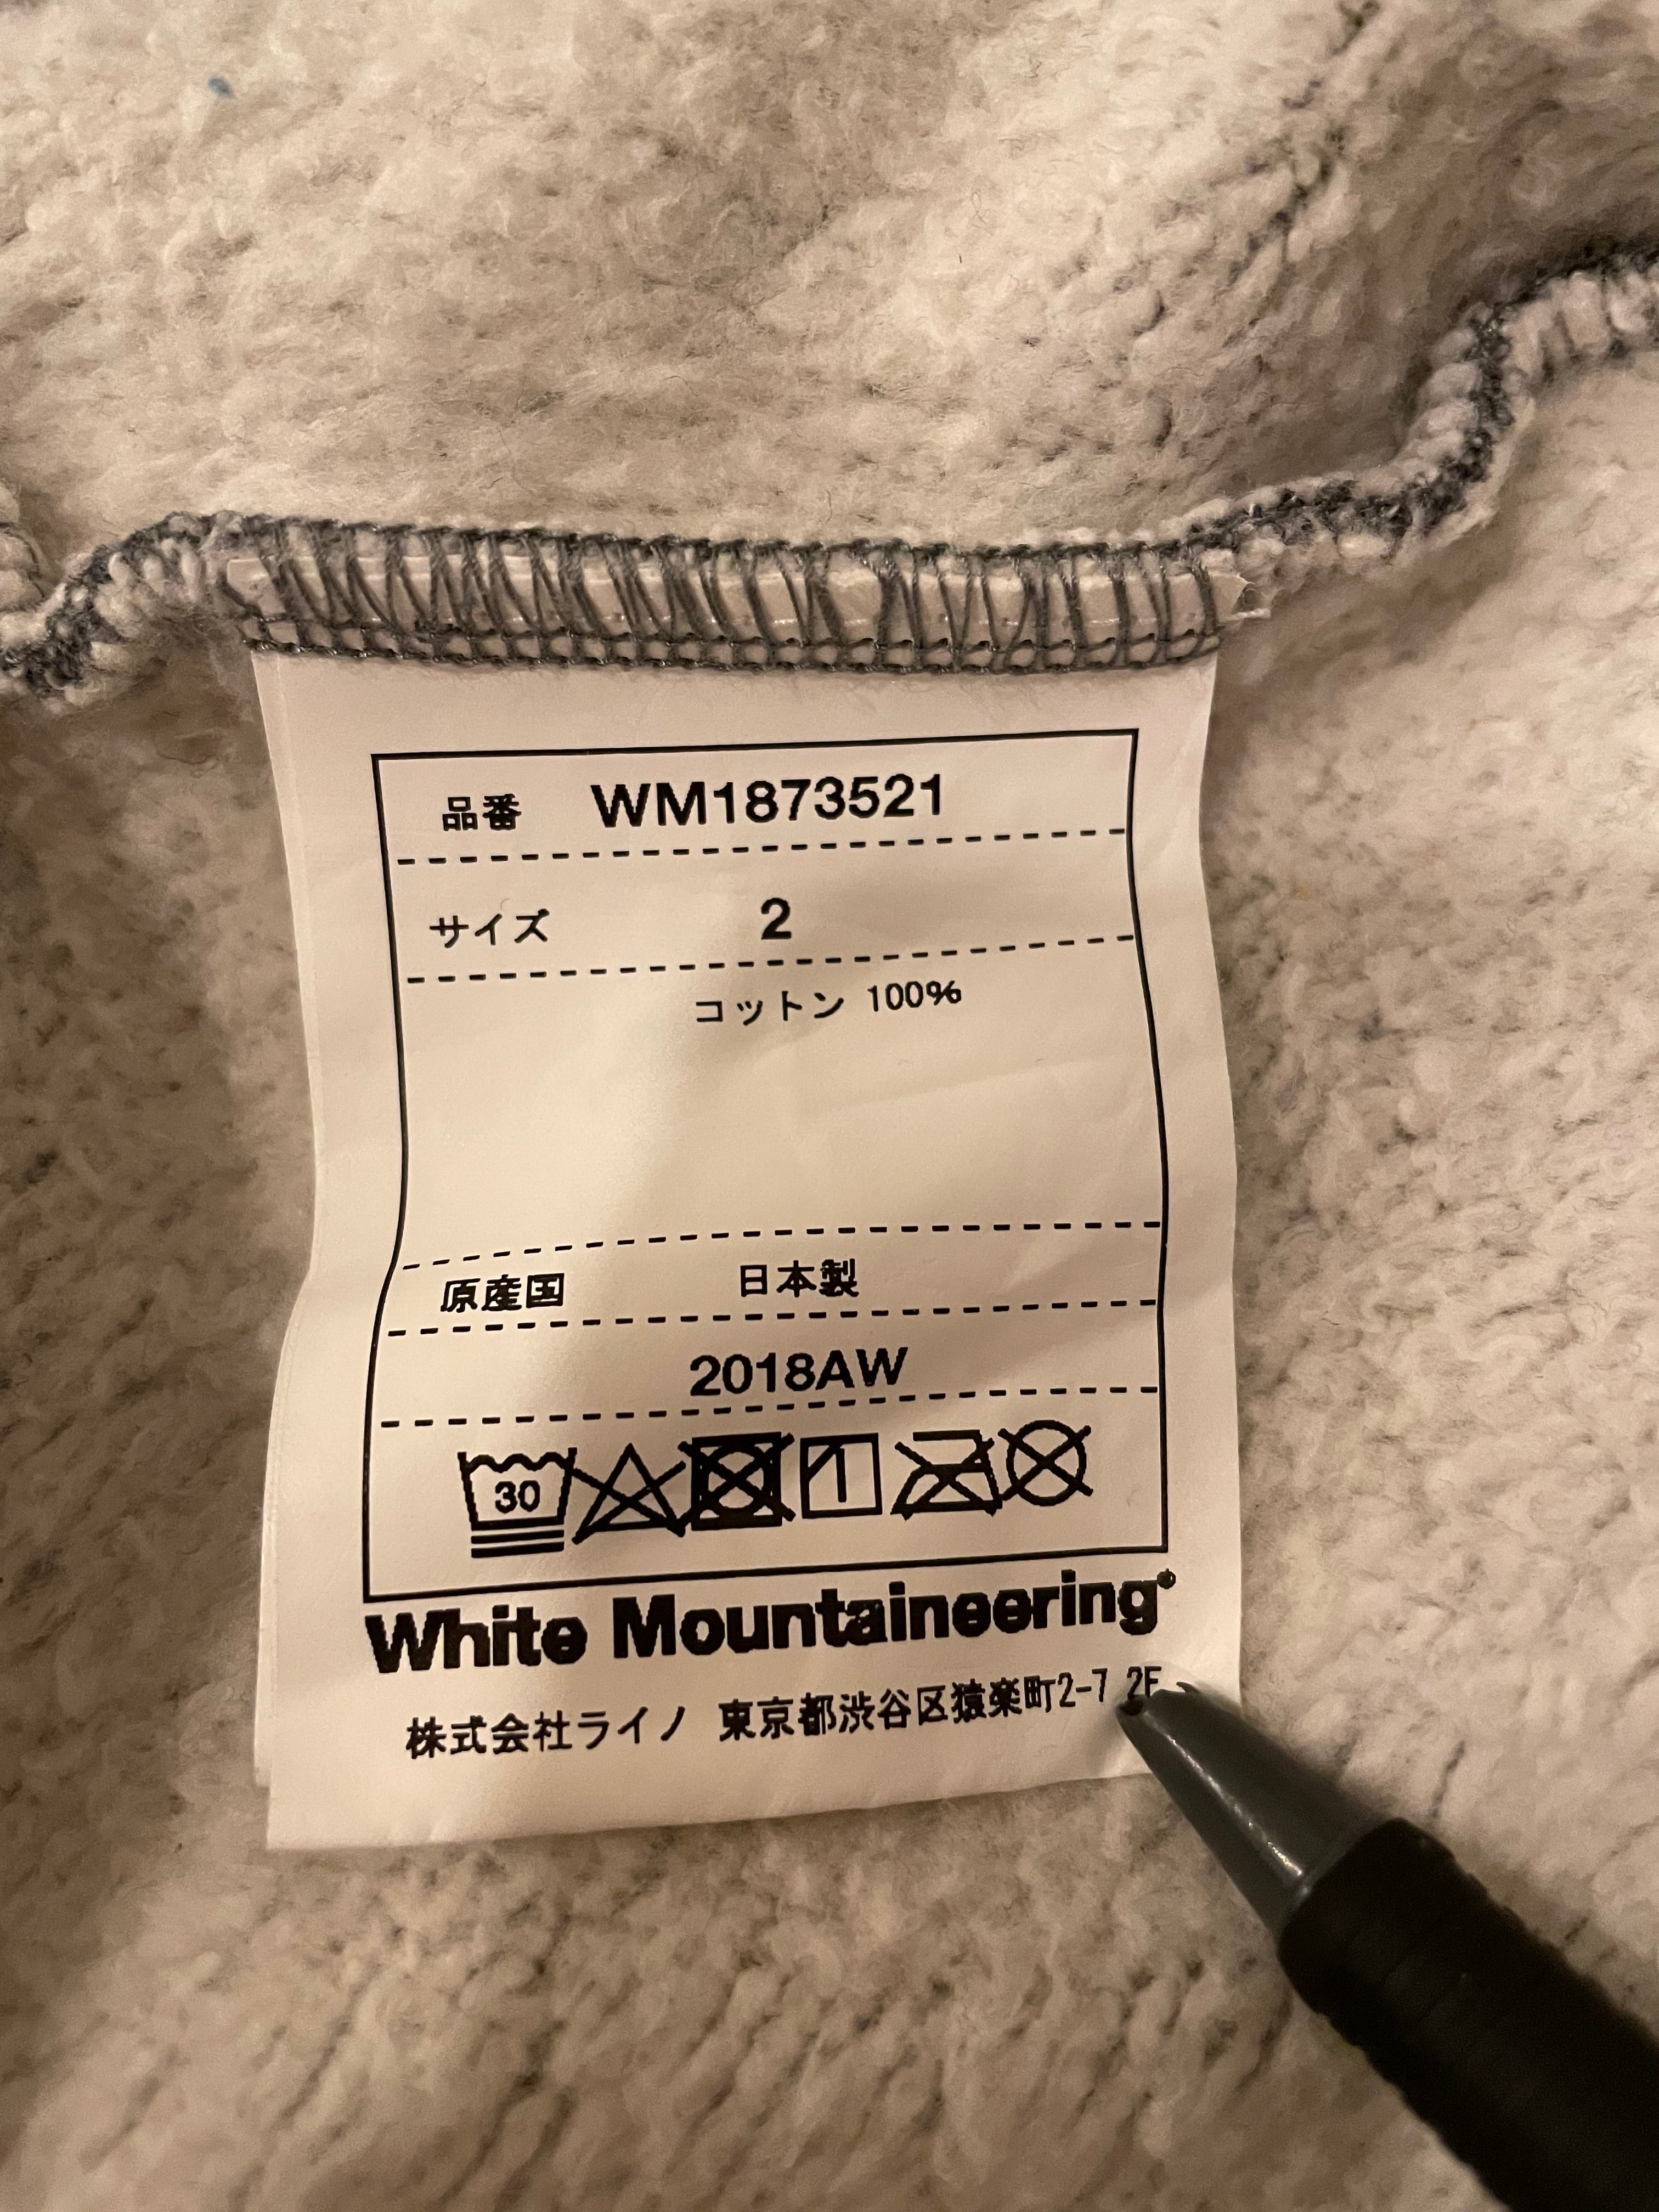 品番 WM1873521
サイズ 2
コットン 100%
原産国 日本製
2018AW
30
White Mountaineering®
株式会社ライノ 東京都渋谷区猿楽町2-7 2F